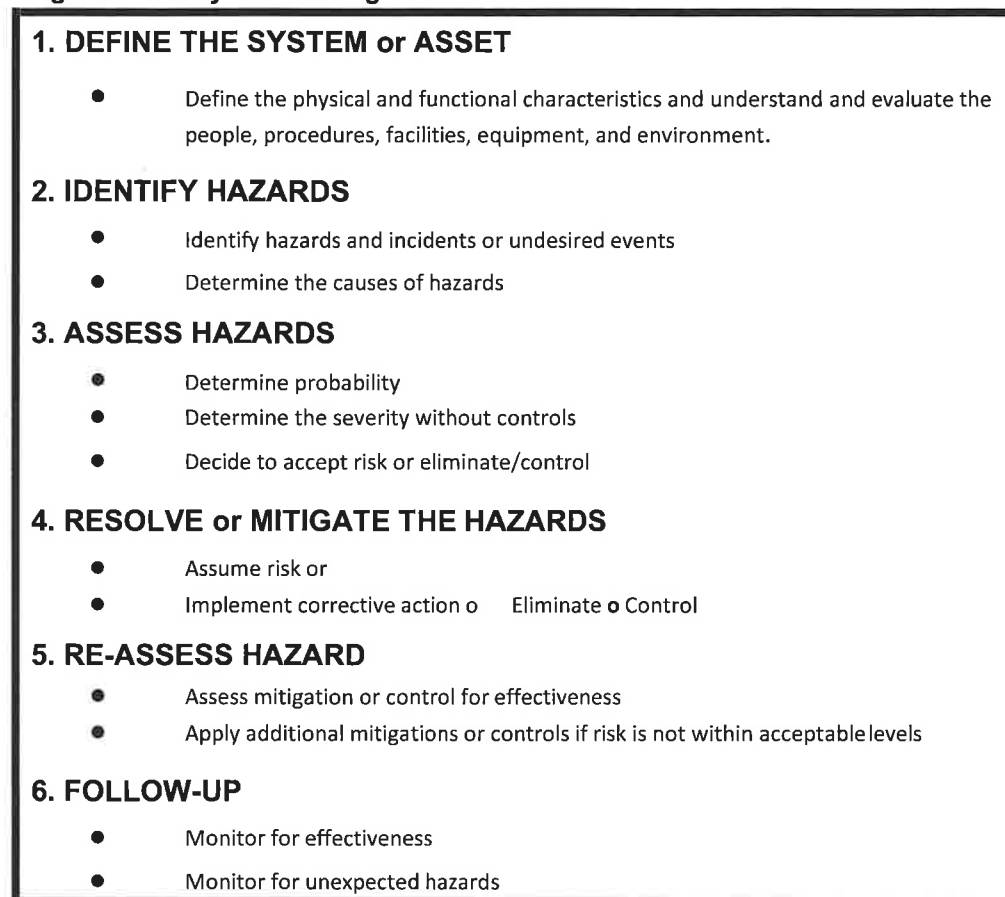 1. DEFINE THE SYSTEM or ASSET
● Define the physical and functional characteristics and understand and evaluate the
people, procedures, facilities, equipment, and environment.
2. IDENTIFY HAZARDS
● Identify hazards and incidents or undesired events
● Determine the causes of hazards
3. ASSESS HAZARDS
● Determine probability
● Determine the severity without controls
● Decide to accept risk or eliminate/control
4. RESOLVE or MITIGATE THE HAZARDS
● Assume risk or
● Implement corrective action o Eliminate o Control
5. RE-ASSESS HAZARD
● Assess mitigation or control for effectiveness
● Apply additional mitigations or controls if risk is not within acceptable levels
6. FOLLOW-UP
● Monitor for effectiveness
● Monitor for unexpected hazards